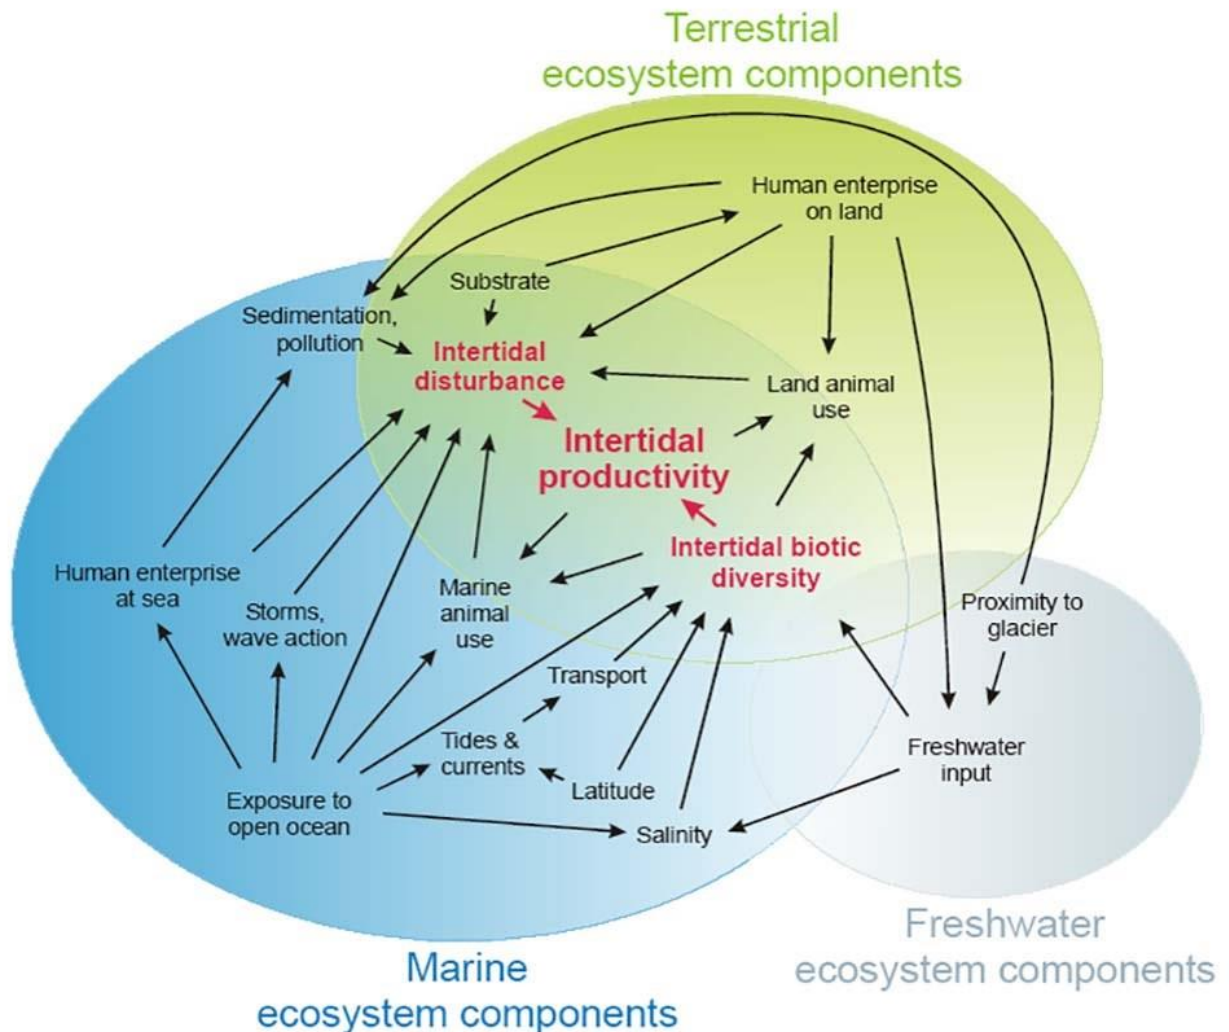 Terrestrial
ecosystem components
Human enterprise
on land
Substrate
Sedimentation,
pollution
Intertidal
disturbance
Land animal
use
Intertidal
productivity
Intertidal biotic
diversity
Human enterprise
at sea
Storms,
wave action
Marine
animal
use
Proximity to
glacier
Transport
Tides &
currents
Latitude
Freshwater
input
Exposure to
open ocean
Salinity
Freshwater
ecosystem components
Marine
ecosystem components